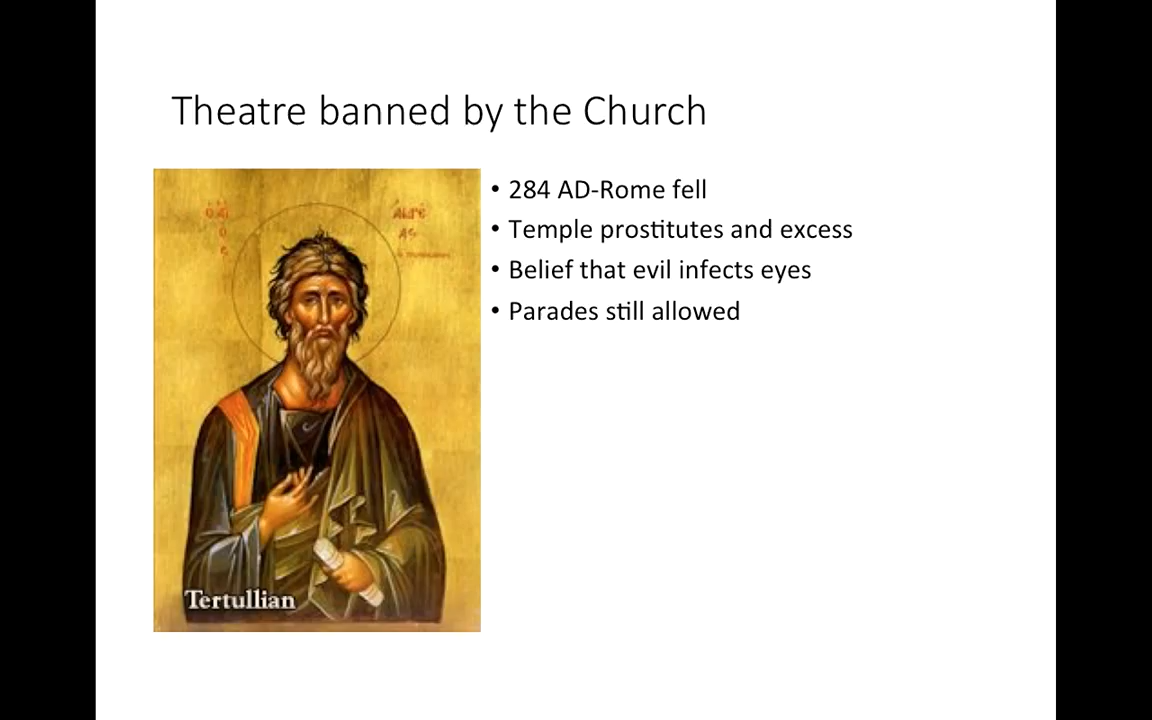 Theatre banned by the Church
• 284 AD-Rome fell
• Temple prostitutes and excess
• Belief that evil infects eyes
• Parades still allowed
Tertullian